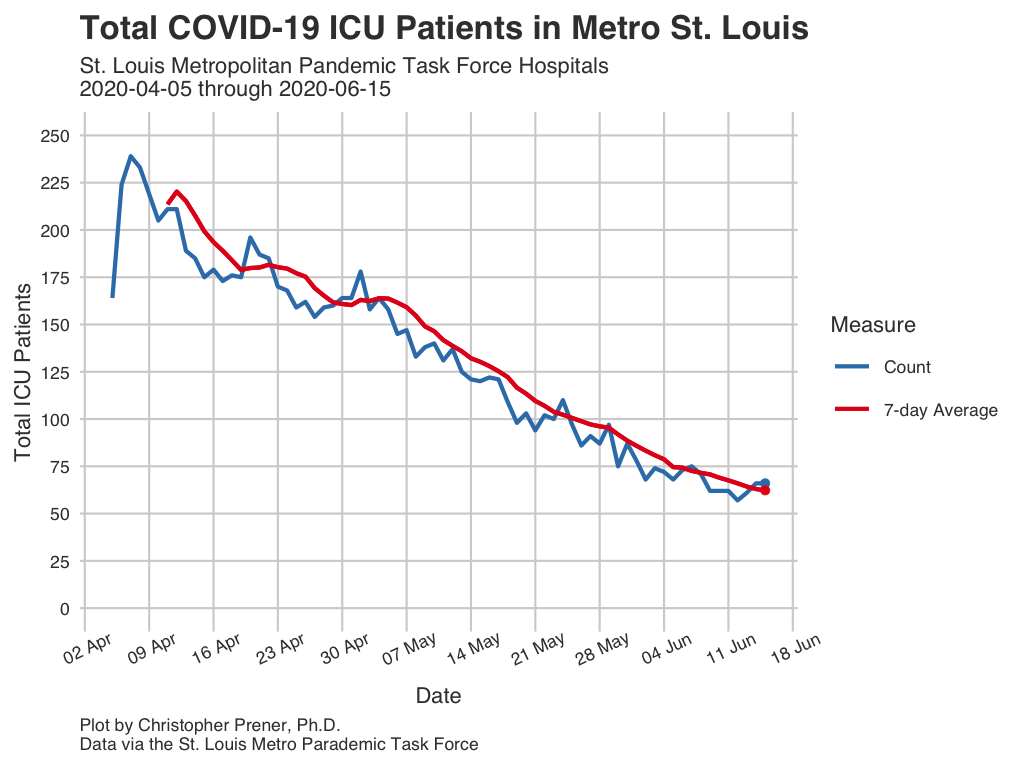 Total COVID-19 ICU Patients in Metro St. Louis
St. Louis Metropolitan Pandemic Task Force Hospitals
2020-04-05 through 2020-06-15
250
225
200
175
150
125
100
75
50
25
0
Total ICU Patients
02 Apr
09 Apr
16 Apr
23 Apr
30 Apr
07 May
14 May
21 May
28 May
04 Jun
11 Jun
18 Jun
Date
Measure
Count
7-day Average
Plot by Christopher Prener, Ph.D.
Data via the St. Louis Metro Parademic Task Force